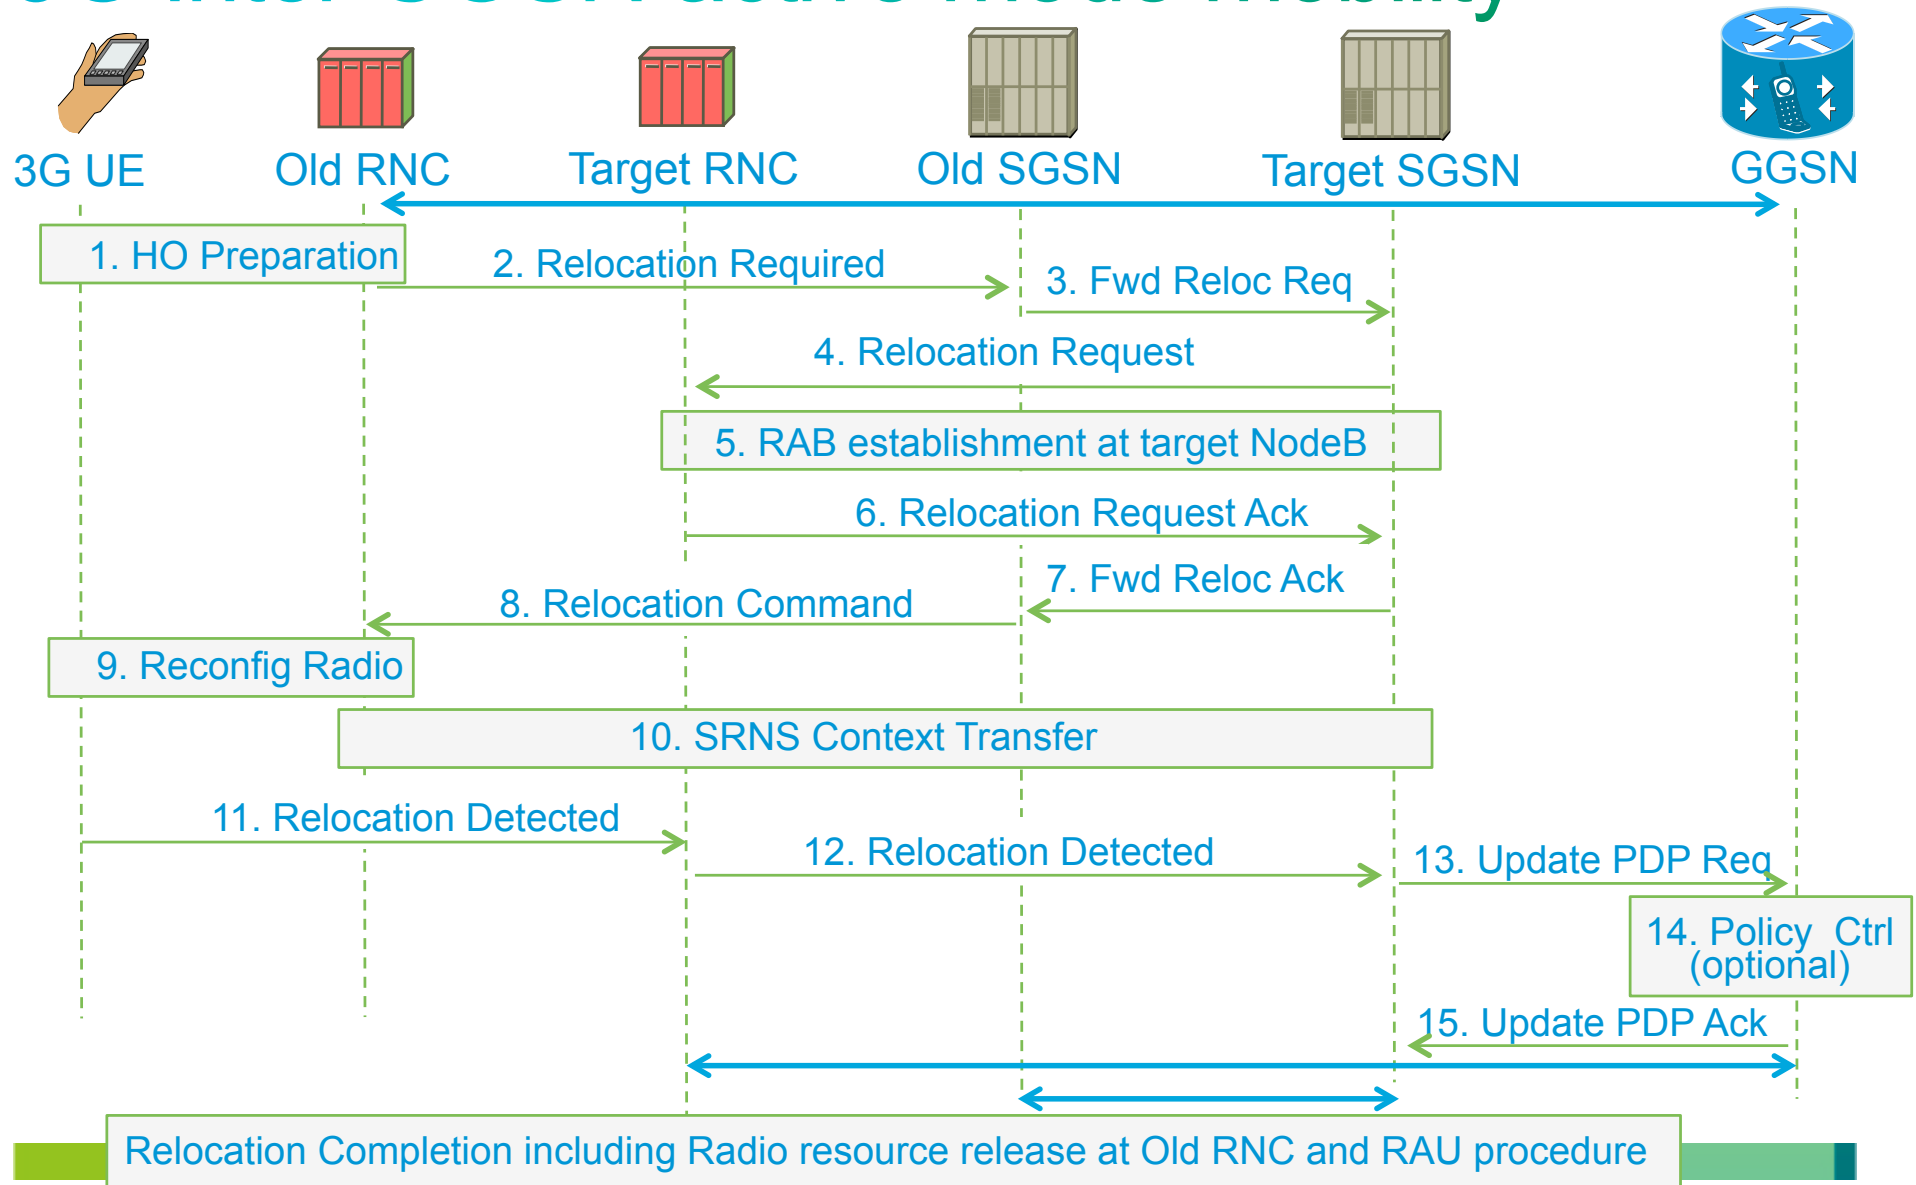 3G UE
Old RNC
Target RNC
Old SGSN
Target SGSN
GGSN
1. HO Preparation
2. Relocation Required
3. Fwd Reloc Req
4. Relocation Request
5. RAB establishment at target NodeB
6. Relocation Request Ack
7. Fwd Reloc Ack
8. Relocation Command
9. Reconfig Radio
10. SRNS Context Transfer
11. Relocation Detected
12. Relocation Detected
13. Update PDP Req
14. Policy Ctrl
(optional)
15. Update PDP Ack
Relocation Completion including Radio resource release at Old RNC and RAU procedure